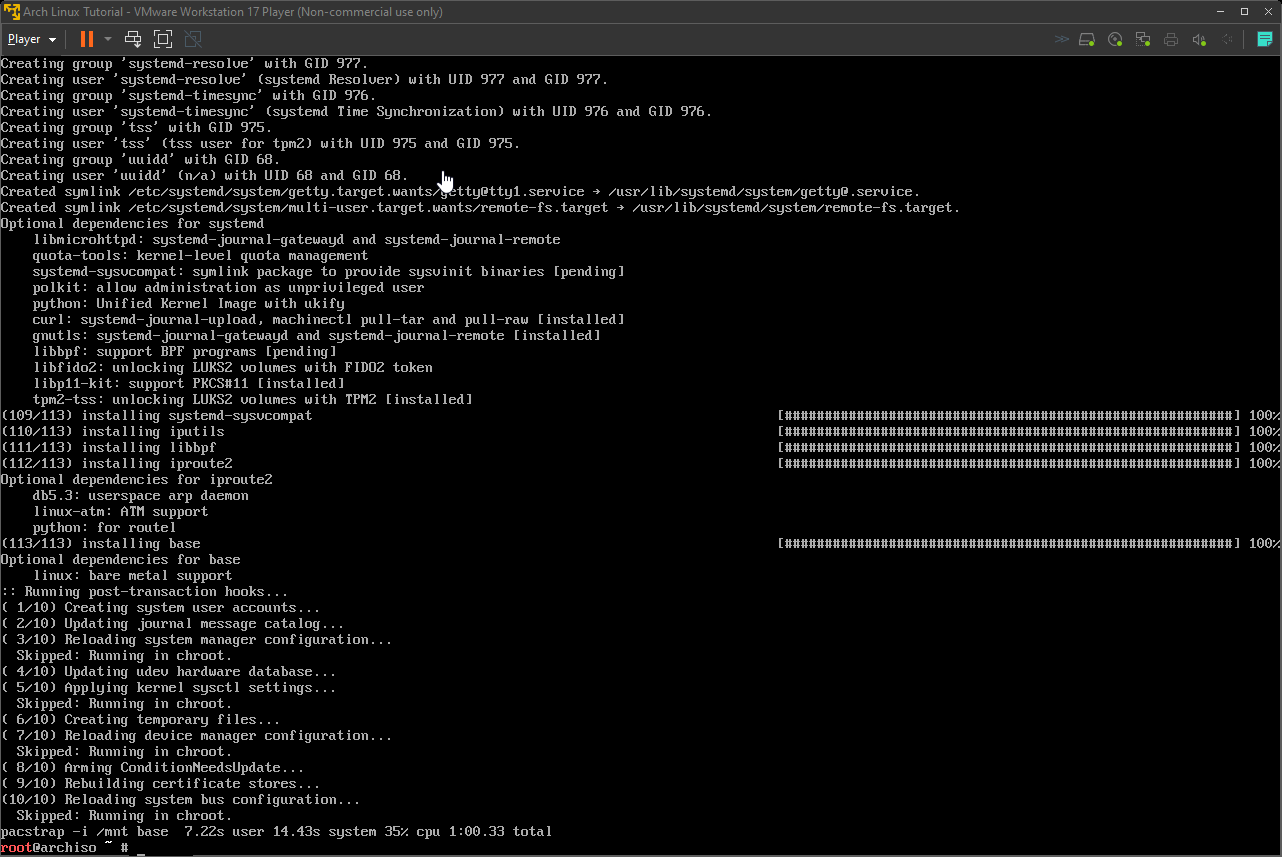 Arch Linux Tutorial - VMware Workstation 17 Player (Non-commercial use only)
Player
Creating group 'systemd-resolve' with GID 977.
Creating user 'systemd-resolve' (systemd Resolver) with UID 977 and GID 977.
Creating group 'systemd-timesync' with GID 976.
Creating user 'systemd-timesync' (systemd Time Synchronization) with UID 976 and GID 976.
Creating group 'tss' with GID 975.
Creating user 'tss' (tss user for tpm2) with UID 975 and GID 975.
Creating group 'uuidd' with GID 68.
Creating user 'uuidd' (n/a) with UID 68 and GID 68.
Created symlink /etc/systemd/system/getty.target.wants/getty@tty1.service → /usr/lib/systemd/system/getty@.service.
Created symlink /etc/systemd/system/multi-user.target.wants/remote-fs.target → /usr/lib/systemd/system/remote-fs.target.
Optional dependencies for systemd
    libmicrohttpd: systemd-journal-gatewayd and systemd-journal-remote
    quota-tools: kernel-level quota management
    systemd-sysvcompat: symlink package to provide sysvinit binaries [pending]
    polkit: allow administration as unprivileged user
    python: Unified Kernel Image with ukify
    curl: systemd-journal-upload, machinectl pull-tar and pull-raw [installed]
    gnutls: systemd-journal-gatewayd and systemd-journal-remote [installed]
    libbpf: support BPF programs [pending]
    libfido2: unlocking LUKS2 volumes with FIDO2 token
    libp11-kit: support PKCS#11 [installed]
    tpm2-tss: unlocking LUKS2 volumes with TPM2 [installed]
(109/113) installing systemd-sysvcompat [########################################################] 100%
(110/113) installing iputils [########################################################] 100%
(111/113) installing libbpf [########################################################] 100%
(112/113) installing iproute2 [########################################################] 100%
Optional dependencies for iproute2
    db5.3: userspace arp daemon
    linux-atm: ATM support
    python: for routel
(113/113) installing base [########################################################] 100%
Optional dependencies for base
    linux: bare metal support
:: Running post-transaction hooks...
( 1/10) Creating system user accounts...
( 2/10) Updating journal message catalog...
( 3/10) Reloading system manager configuration...
  Skipped: Running in chroot.
( 4/10) Updating udev hardware database...
( 5/10) Applying kernel sysctl settings...
  Skipped: Running in chroot.
( 6/10) Creating temporary files...
( 7/10) Reloading device manager configuration...
  Skipped: Running in chroot.
( 8/10) Arming ConditionNeedsUpdate...
( 9/10) Rebuilding certificate stores...
(10/10) Reloading system bus configuration...
  Skipped: Running in chroot.
pacstrap -i /mnt base  7.22s user 14.43s system 35% cpu 1:00.33 total
root@archiso ~ # _